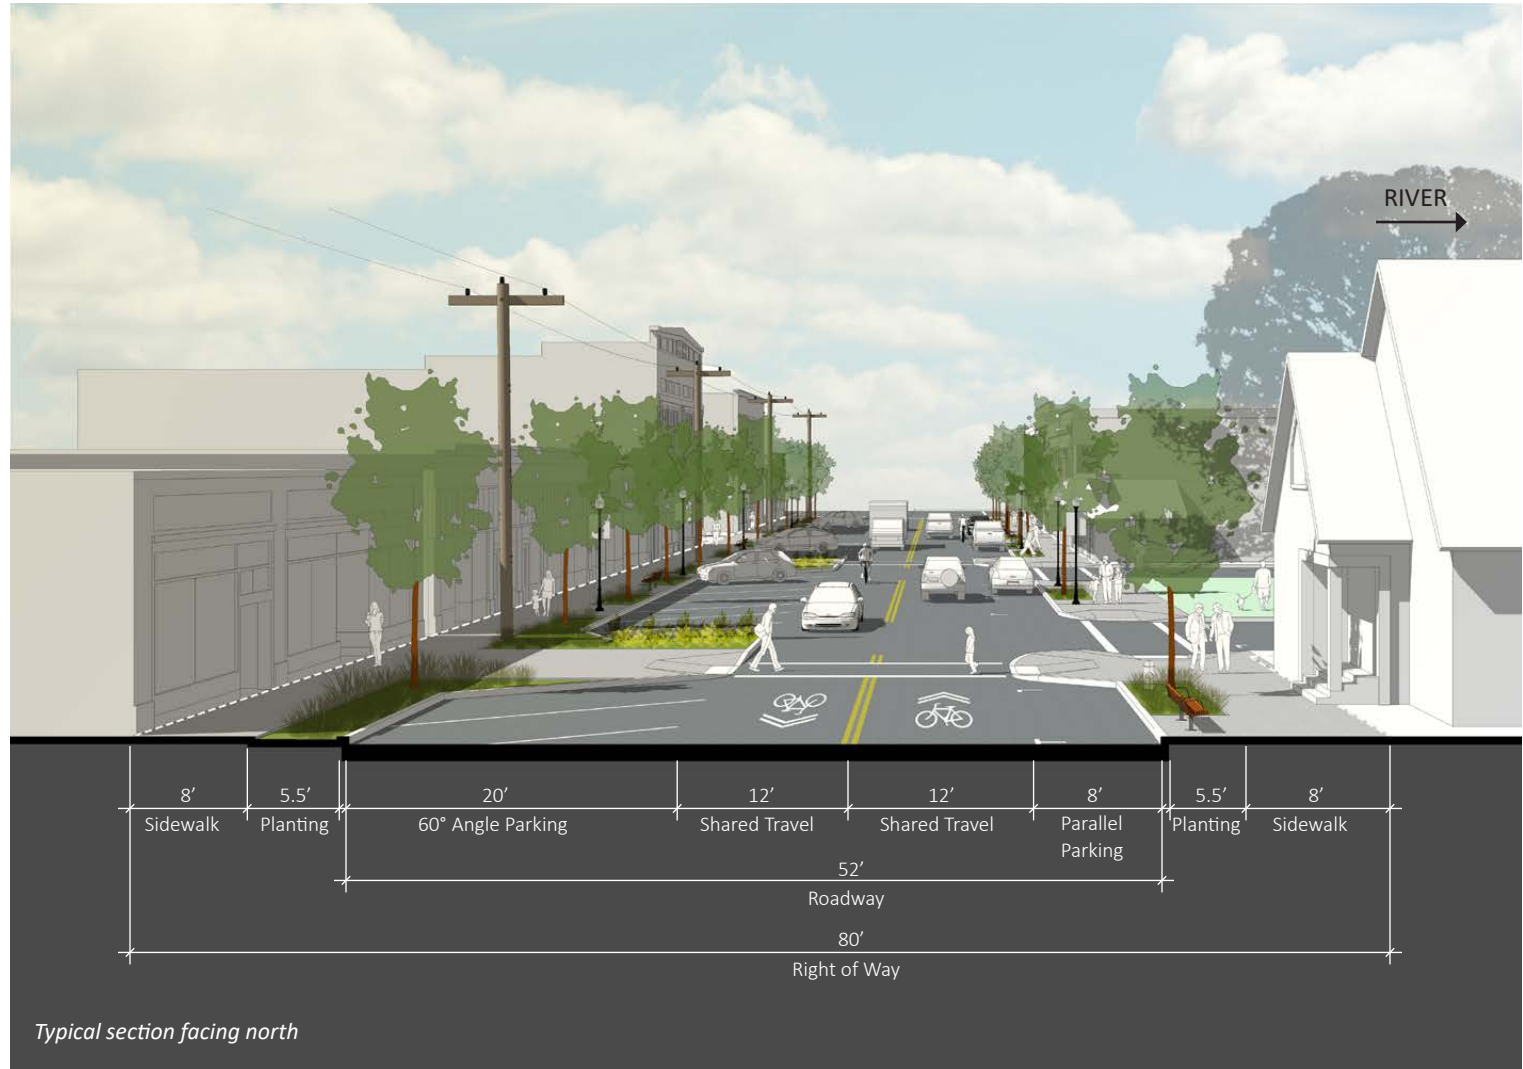 RIVER
8’ 5.5’ 20’ 12’ 12’ 8’ 5.5’ 8’
Sidewalk Planting 60° Angle Parking Shared Travel Shared Travel Parallel Planting Sidewalk
Parking
52’
Roadway
80’
Right of Way
Typical section facing north